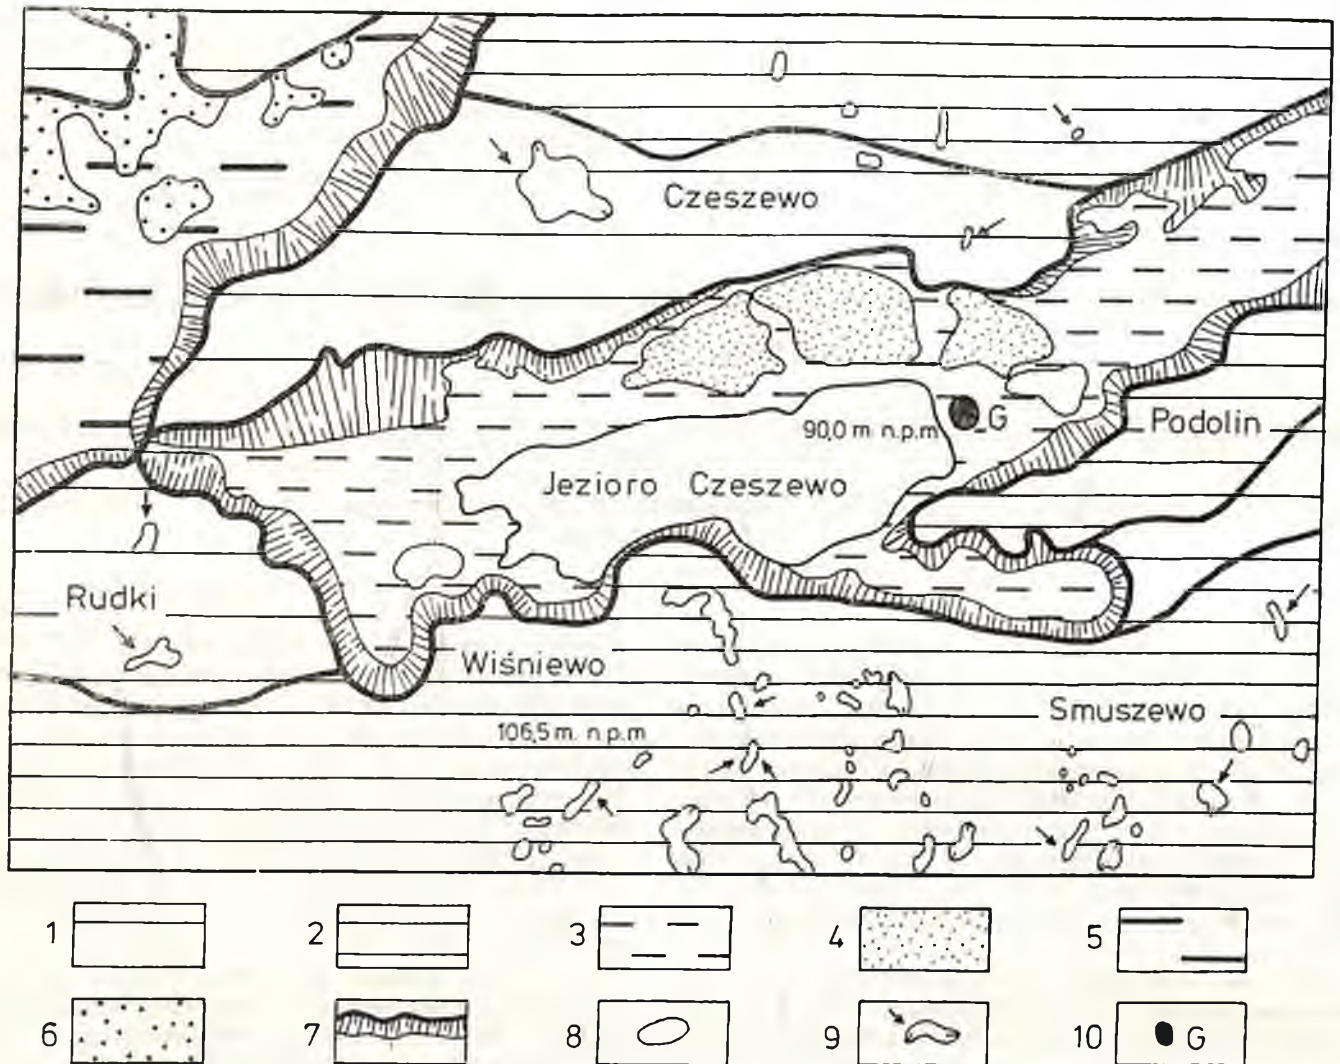 Czeszewo
90,0 m n.p.m
G
Podolin
Jezioro Czeszewo
Rudki
Wiśniewo
Smuszewo
106,5 m. n p.m
1 2 3 4 5
6 7 8 9 10 G